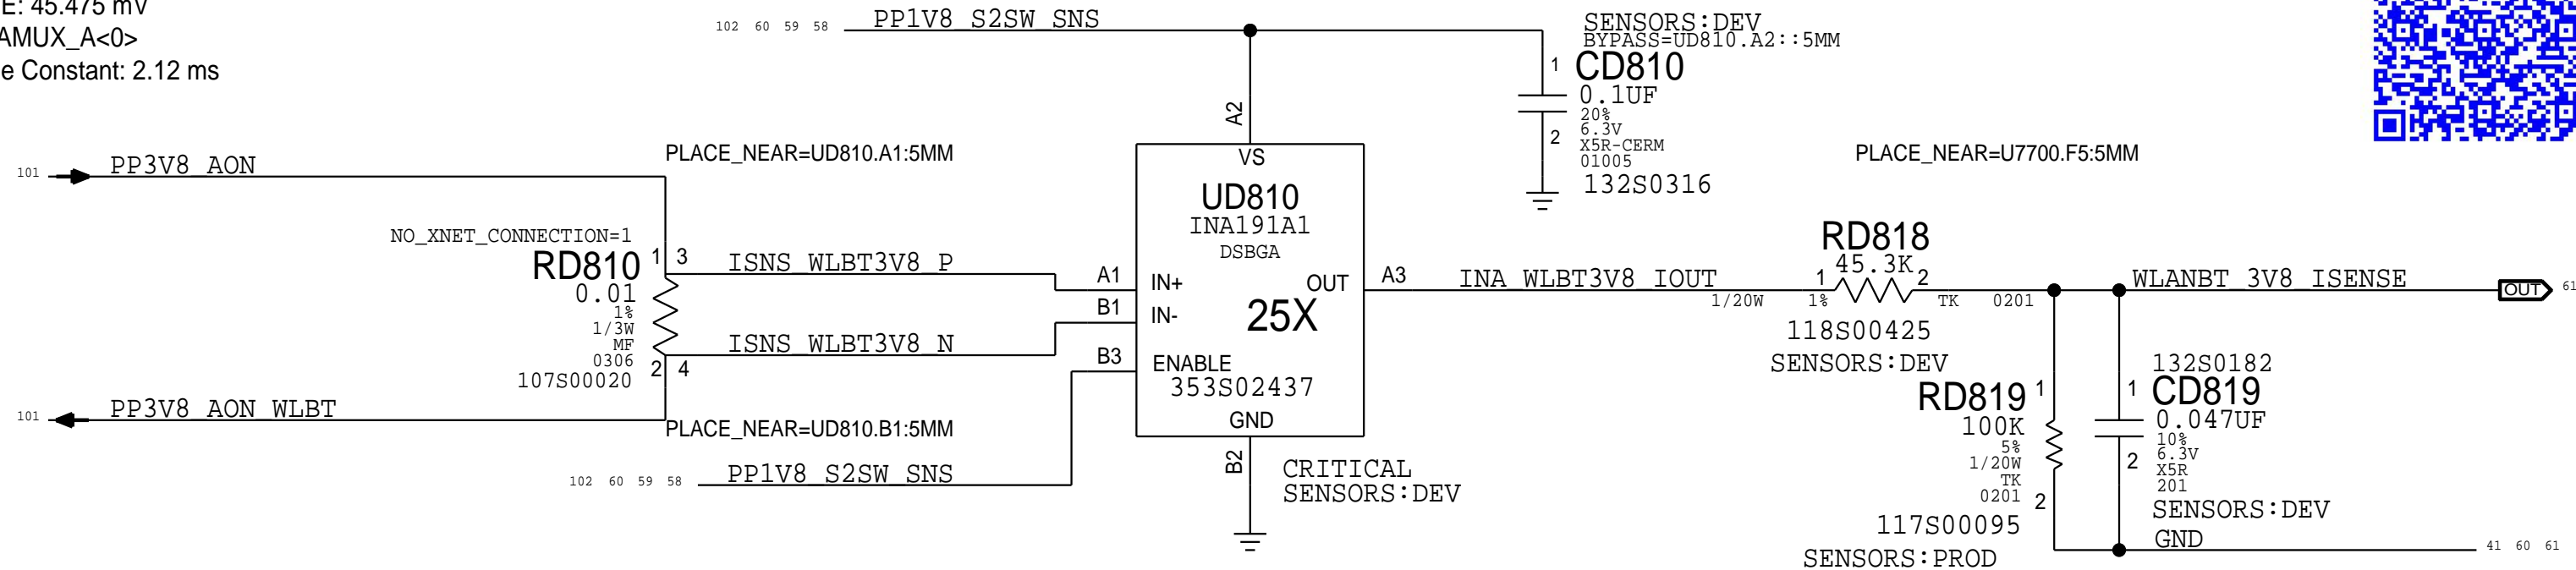 E: 45.475 mV
AMUX_A<0>
e Constant: 2.12 ms
102 60 59 58 PP1V8_S2SW_SNS
SENSORS:DEV
BYPASS=UD810.A2::5MM
1 CD810
0.1UF
20%
6.3V
2 X5R-CERM
01005
132S0316
A2
PLACE_NEAR=UD810.A1:5MM
PLACE_NEAR=U7700.F5:5MM
101 PP3V8_AON
VS
UD810
INA191A1
DSBGA
NO_XNET_CONNECTION=1
RD810 1 3
0.01
1%
1/3W
MF
0306
107S00020 2 4
ISNS_WLBT3V8_P A1 IN+
B1 IN-
25X
OUT A3 INA_WLBT3V8_IOUT
ISNS_WLBT3V8_N B3 ENABLE
353S02437
GND
RD818
45.3K
1 2
1/20W 1% TK 0201
118S00425
SENSORS:DEV
WLANBT_3V8_ISENSE OUT 61
101 PP3V8_AON_WLBT
PLACE_NEAR=UD810.B1:5MM
102 60 59 58 PP1V8_S2SW_SNS
B2
CRITICAL
SENSORS:DEV
RD819 1
100K
5%
1/20W
TK
0201 2
117S00095
SENSORS:PROD
132S0182
1 CD819
0.047UF
10%
6.3V
2 X5R
201
SENSORS:DEV
GND 41 60 61